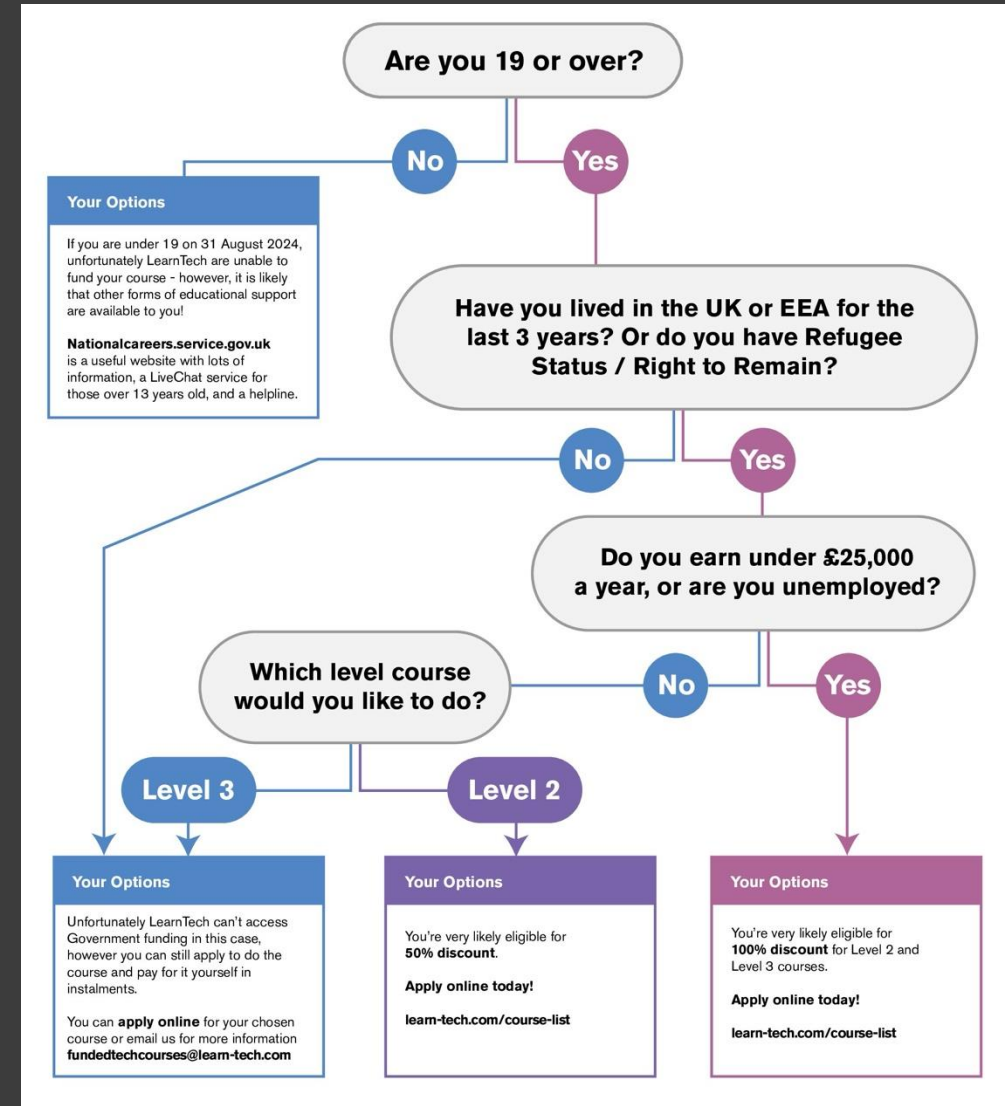 Are you 19 or over?
No
Yes
Your Options
If you are under 19 on 31 August 2024,
unfortunately LearnTech are unable to
fund your course - however, it is likely
that other forms of educational support
are available to you!
Nationalcareers.service.gov.uk
is a useful website with lots of
information, a LiveChat service for
those over 13 years old, and a helpline.
Have you lived in the UK or EEA for the
last 3 years? Or do you have Refugee
Status / Right to Remain?
No
Yes
Do you earn under £25,000
a year, or are you unemployed?
No
Yes
Which level course
would you like to do?
Level 3
Level 2
Your Options
Unfortunately LearnTech can't access
Government funding in this case,
however you can still apply to do the
course and pay for it yourself in
instalments.
You can apply online for your chosen
course or email us for more information
fundedtechcourses@learn-tech.com
Your Options
You're very likely eligible for
50% discount.
Apply online today!
learn-tech.com/course-list
Your Options
You're very likely eligible for
100% discount for Level 2 and
Level 3 courses.
Apply online today!
learn-tech.com/course-list